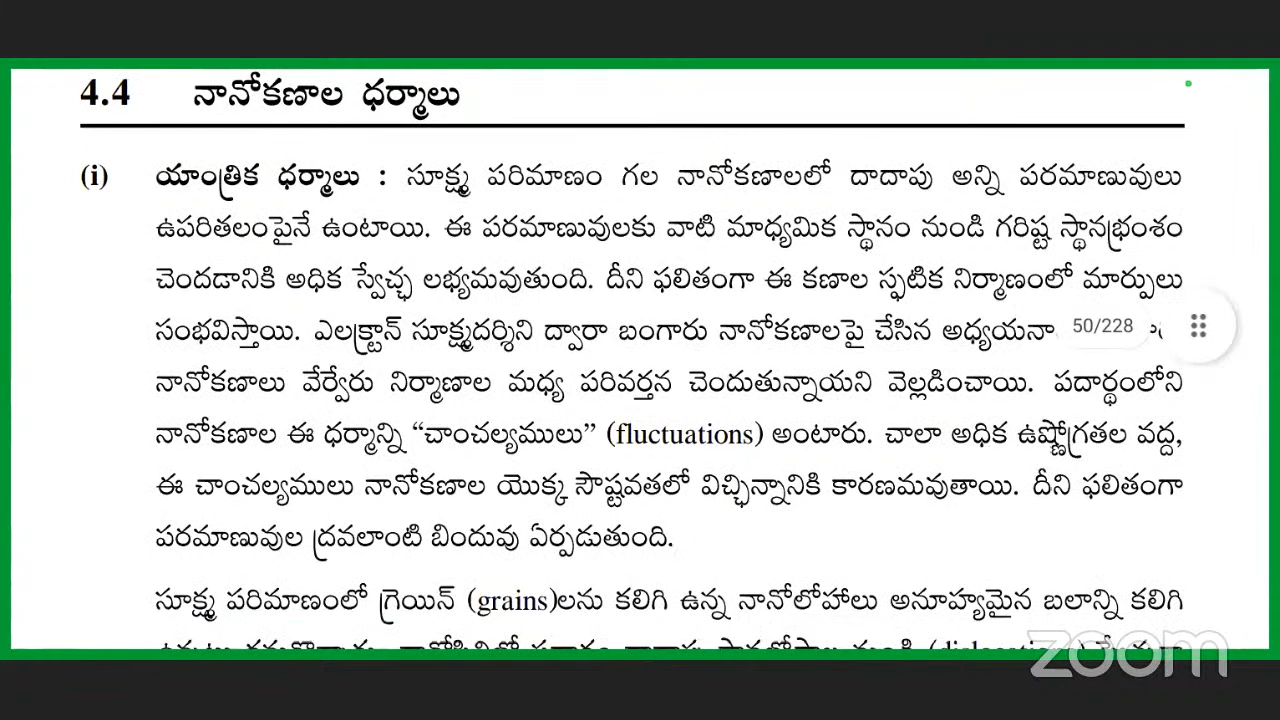 4.4 నానోకణాల ధర్మాలు
(i) యాంత్రిక ధర్మాలు : సూక్ష్మ పరిమాణం గల నానోకణాలలో దాదాపు అన్ని పరమాణువులు
ఉపరితలంపైనే ఉంటాయి. ఈ పరమాణువులకు వాటి మాధ్యమిక స్థానం నుండి గరిష్ట స్థానభ్రంశం
చెందడానికి అధిక స్వేచ్ఛ లభ్యమవుతుంది. దీని ఫలితంగా ఈ కణాల స్ఫటిక నిర్మాణంలో మార్పులు
సంభవిస్తాయి. ఎలక్ట్రాన్ సూక్ష్మదర్శిని ద్వారా బంగారు నానోకణాలపై చేసిన
50/228
నానోకణాలు వేర్వేరు నిర్మాణాల మధ్య పరివర్తన చెందుతున్నాయని వెల్లడించాయి. పదార్థంలోని
నానోకణాల ఈ ధర్మాన్ని “చాంచల్యములు” (fluctuations) అంటారు. చాలా అధిక ఉష్ణోగ్రతల వద్ద,
ఈ చాంచల్యములు నానోకణాల యొక్క సౌష్టవతలో విచ్ఛిన్నానికి కారణమవుతాయి. దీని ఫలితంగా
పరమాణువుల ద్రవలాంటి బిందువు ఏర్పడుతుంది.
సూక్ష్మ పరిమాణంలో గ్రెయిన్ (grains)లను కలిగి ఉన్న నానోలోహాలు అనూహ్యమైన బలాన్ని కలిగి
zoom